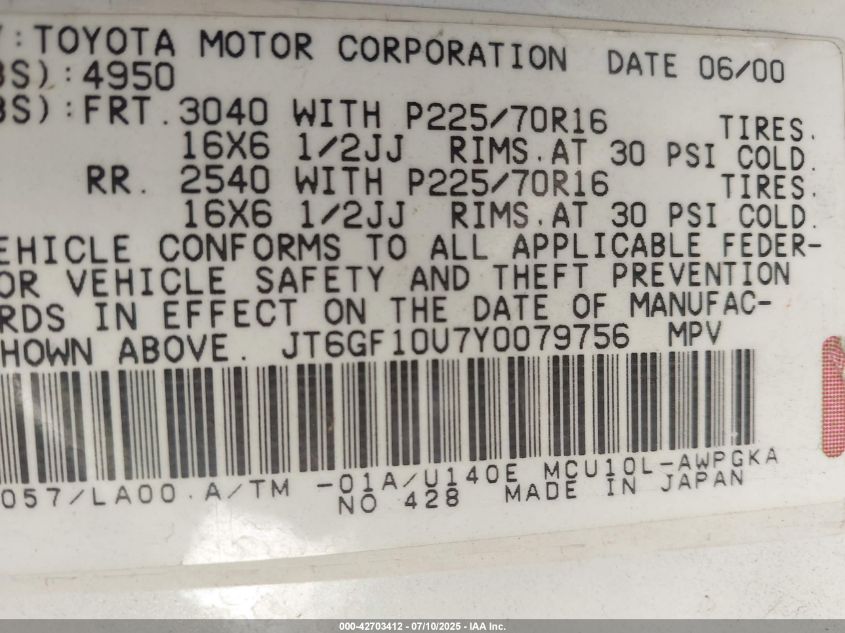 : TOYOTA MOTOR CORPORATION DATE 06/00
BS): 4950
BS): FRT. 3040 WITH P225/70R16 TIRES.
16X6 1/2JJ RIMS. AT 30 PSI COLD.
RR. 2540 WITH P225/70R16 TIRES.
16X6 1/2JJ RIMS. AT 30 PSI COLD.
EHICLE CONFORMS TO ALL APPLICABLE FEDER-
OR VEHICLE SAFETY AND THEFT PREVENTION
RDS IN EFFECT ON THE DATE OF MANUFAC-
HOWN ABOVE. JT6GF10U7Y0079756 MPV
057/LA00. A/TM -01A/U140E MCU10L-AWPGKA
NO 428 MADE IN JAPAN
000-42703412 - 07/10/2025 - IAA Inc.